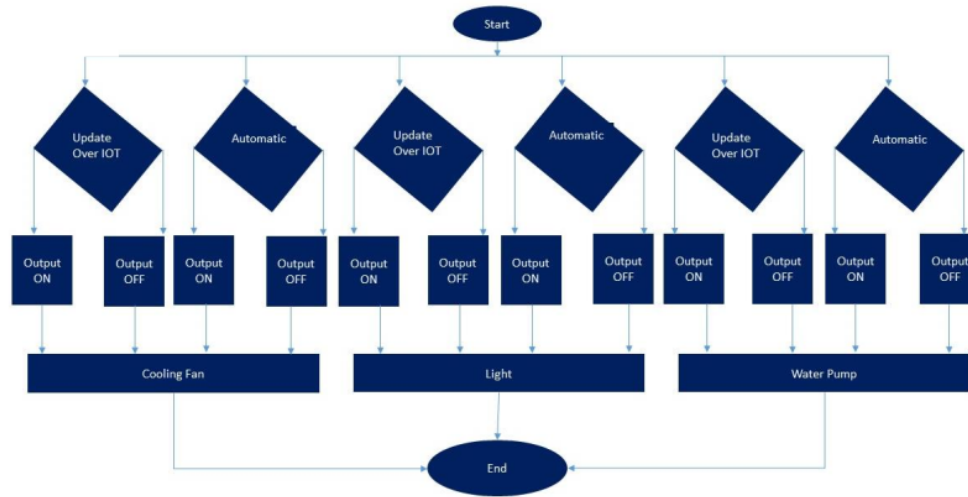 Start
Update
Over IOT
Automatic
Update
Over IOT
Automatic
Update
Over IOT
Automatic
Output
ON
Output
OFF
Output
ON
Output
OFF
Output
ON
Output
OFF
Output
ON
Output
OFF
Output
ON
Output
OFF
Output
ON
Output
OFF
Cooling Fan
Light
Water Pump
End